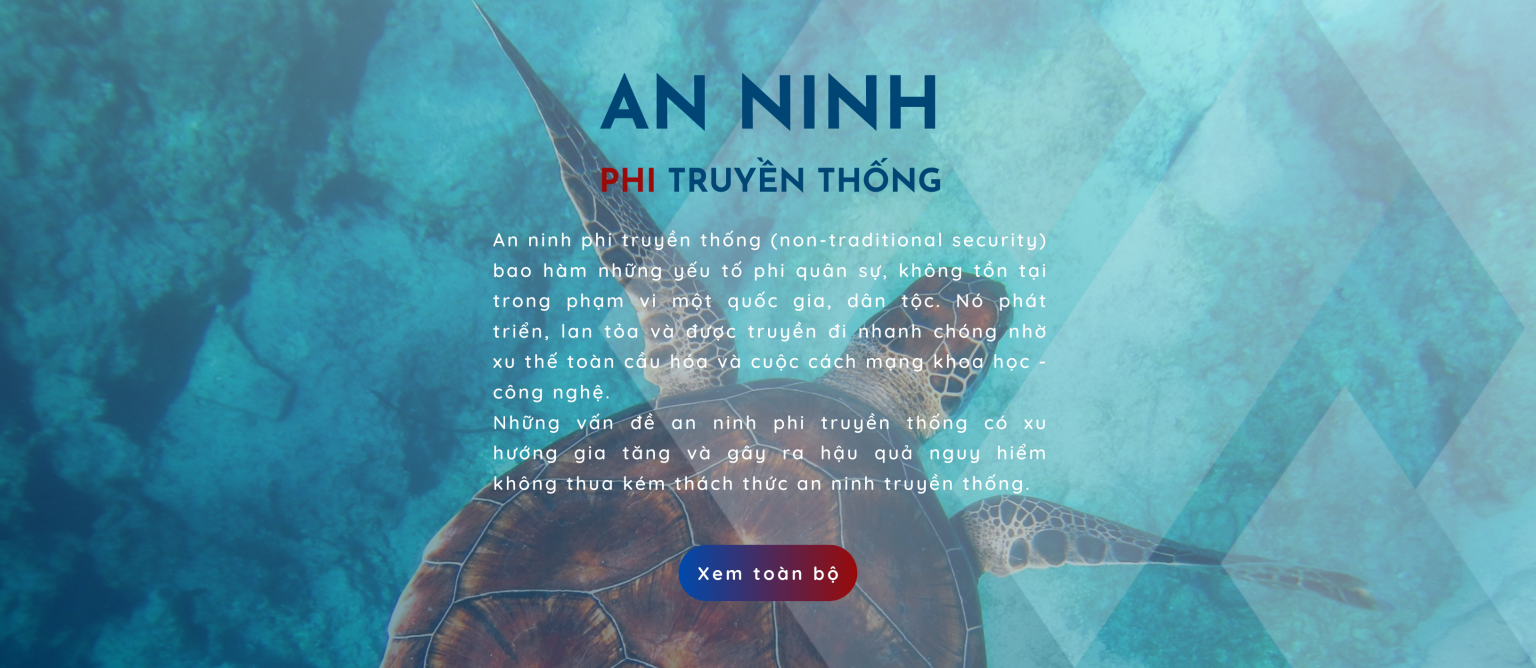 AN NINH
PHI TRUYỀN THỐNG
An ninh phi truyền thống (non-traditional security)
bao hàm những yếu tố phi quân sự, không tồn tại
trong phạm vi một quốc gia, dân tộc. Nó phát
triển, lan tỏa và được truyền đi nhanh chóng nhờ
xu thế toàn cầu hóa và cuộc cách mạng khoa học -
công nghệ.
Những vấn đề an ninh phi truyền thống có xu
hướng gia tăng và gây ra hậu quả nguy hiểm
không thua kém thách thức an ninh truyền thống.
Xem toàn bộ